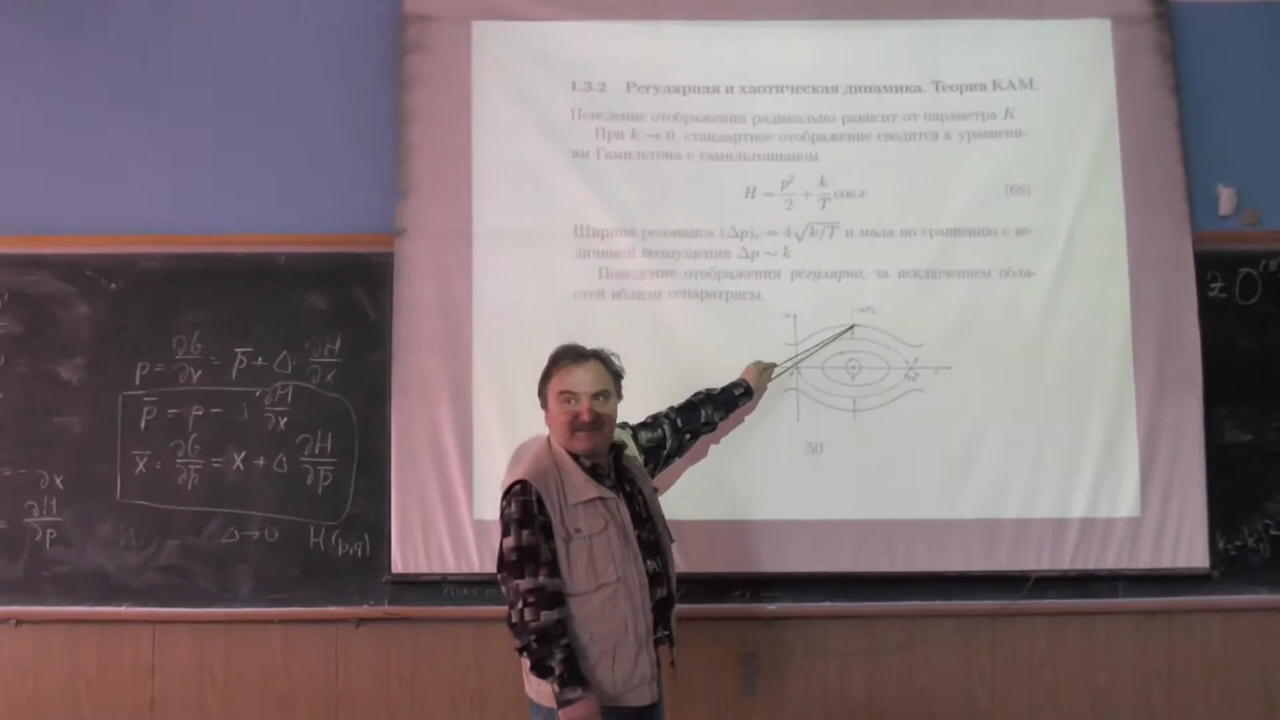 1.3.2 Регулярная и хаотическая динамика. Теория КАМ.
Поведение отображения радикально зависит от параметра K
При k → 0, стандартное отображение сводится к уравнени-
ям Гамильтона с гамильтонианом
H = p²/2 + k/T cos x (68)
Ширина резонанса (Δp)ᵣ = 4√k/T и мала по сравнению с ве-
личиной возмущения Δp ∼ k
Поведение отображения регулярно, за исключением обла-
стей вблизи сепаратрисы.
50
p = ∂G/∂x = p̄ + Δ · ∂H/∂x
p̄ = p − ∂H/∂x
x̄ = ∂G/∂p̄ = x + Δ ∂H/∂p̄
∂x
= ∂H/∂p
Δ→0 H(p,q)